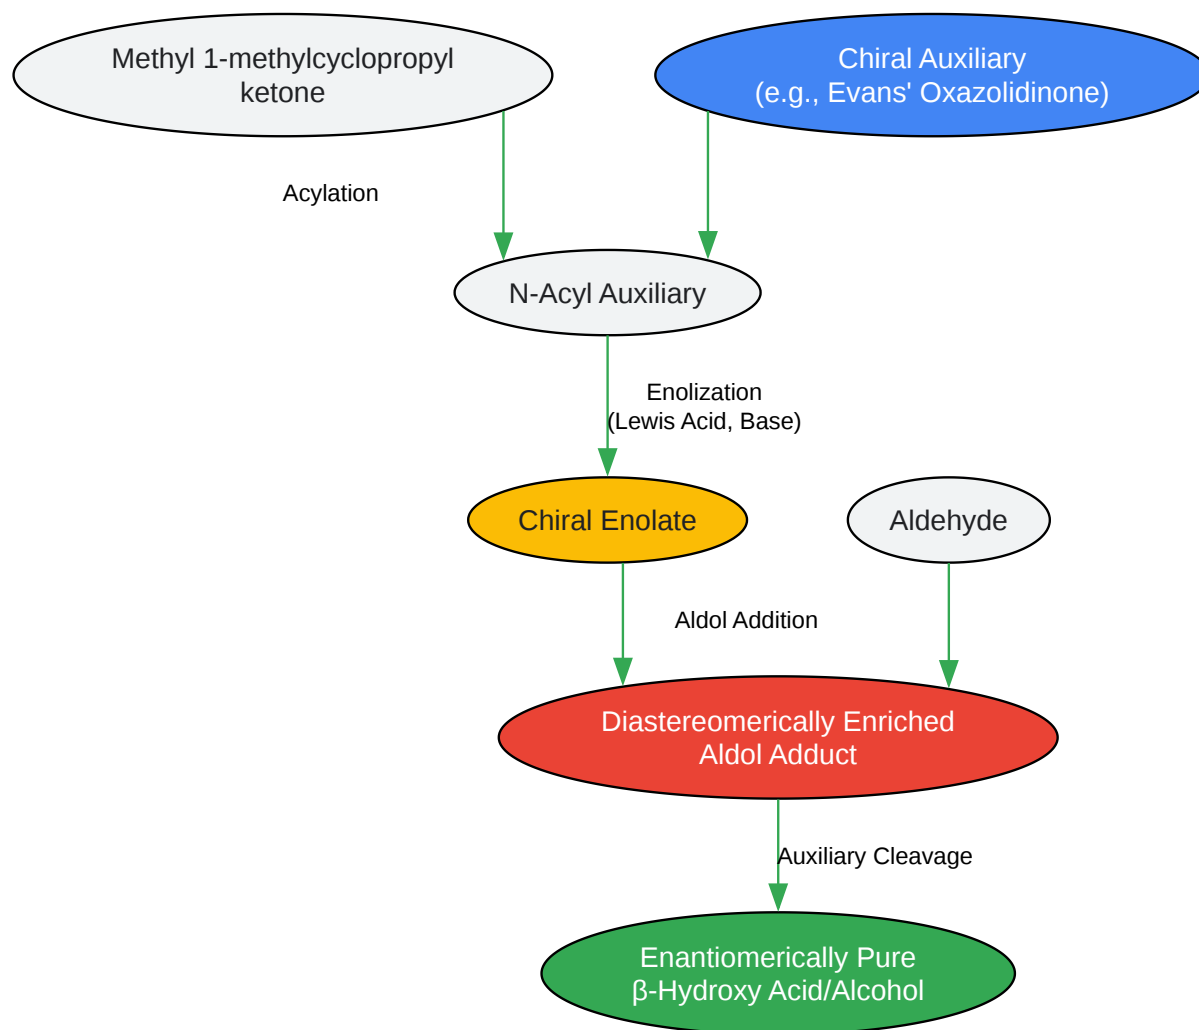 Methyl 1-methylcyclopropyl
ketone
Chiral Auxiliary
(e.g., Evans' Oxazolidinone)
Acylation
N-Acyl Auxiliary
Enolization
(Lewis Acid, Base)
Chiral Enolate
Aldehyde
Aldol Addition
Diastereomerically Enriched
Aldol Adduct
Auxiliary Cleavage
Enantiomerically Pure
β-Hydroxy Acid/Alcohol